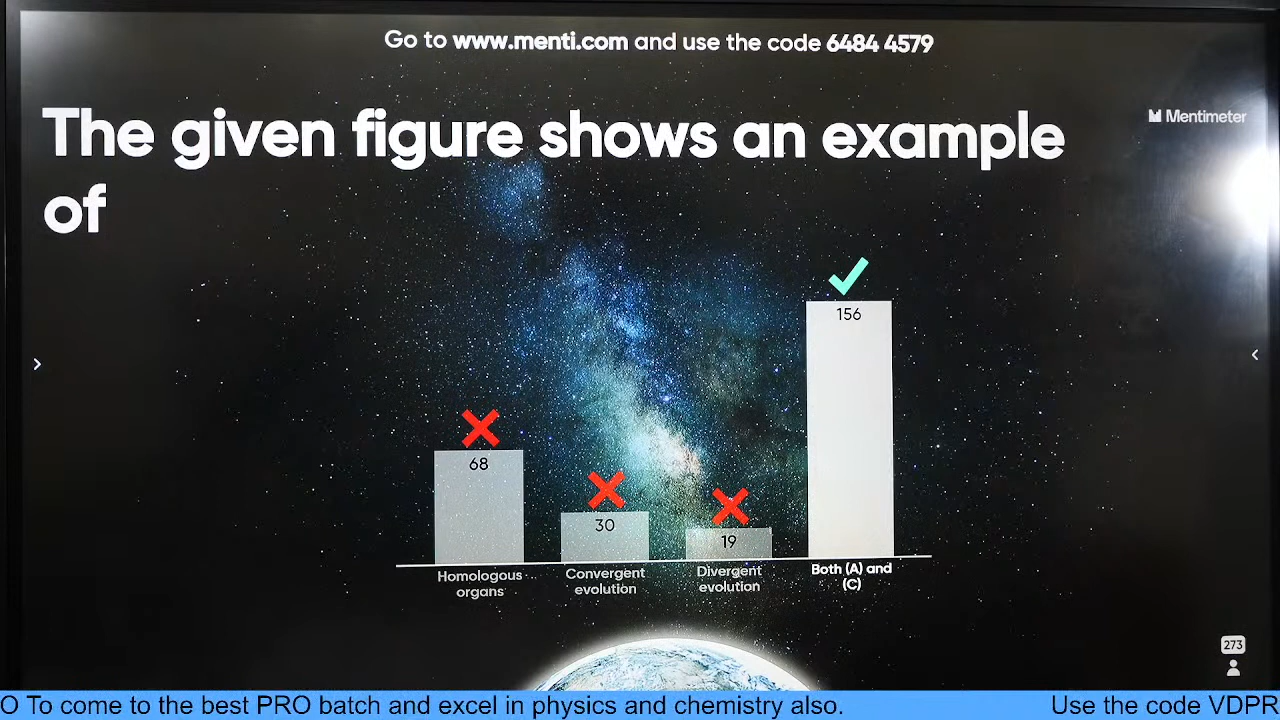 Go to www.menti.com and use the code 6484 4579
Mentimeter
The given figure shows an example
of
156
68
30
19
Homologous organs
Convergent evolution
Divergent evolution
Both (A) and (C)
273
O To come to the best PRO batch and excel in physics and chemistry also. Use the code VDPR